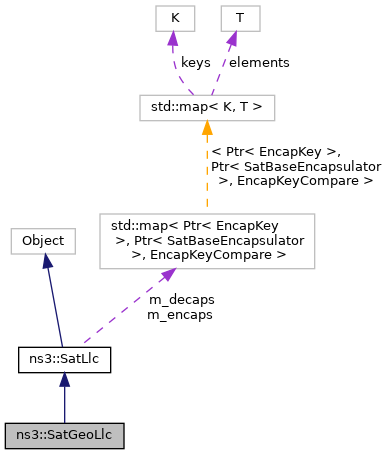 K
T
keys
elements
std::map< K, T >
< Ptr< EncapKey >,
Ptr< SatBaseEncapsulator
>, EncapKeyCompare >
std::map< Ptr< EncapKey
>, Ptr< SatBaseEncapsulator
>, EncapKeyCompare >
Object
m_decaps
m_encaps
ns3::SatLlc
ns3::SatGeoLlc